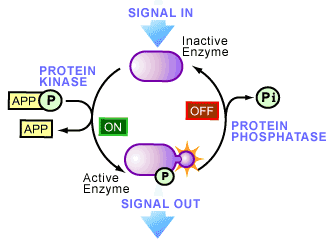 SIGNAL IN
Inactive
Enzyme
PROTEIN
KINASE
APP P
APP
ON
OFF
Pi
PROTEIN
PHOSPHATASE
P
Active
Enzyme
SIGNAL OUT